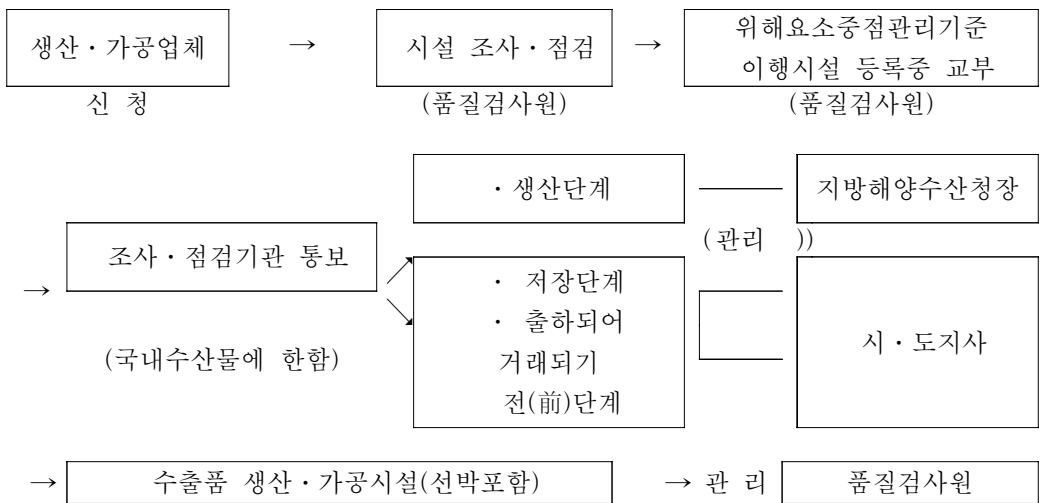 생산・가공업체 → 시설 조사・점검 → 위해요소중점관리기준
이행시설 등록중 교부
신 청 (품질검사원) (품질검사원)
・생산단계 지방해양수산청장
(관리 ))
조사・점검기관 통보
→ ・ 저장단계
・ 출하되어
(국내수산물에 한함) 거래되기 시・도지사
전(前)단계
→ 수출품 생산・가공시설(선박포함) → 관 리 품질검사원